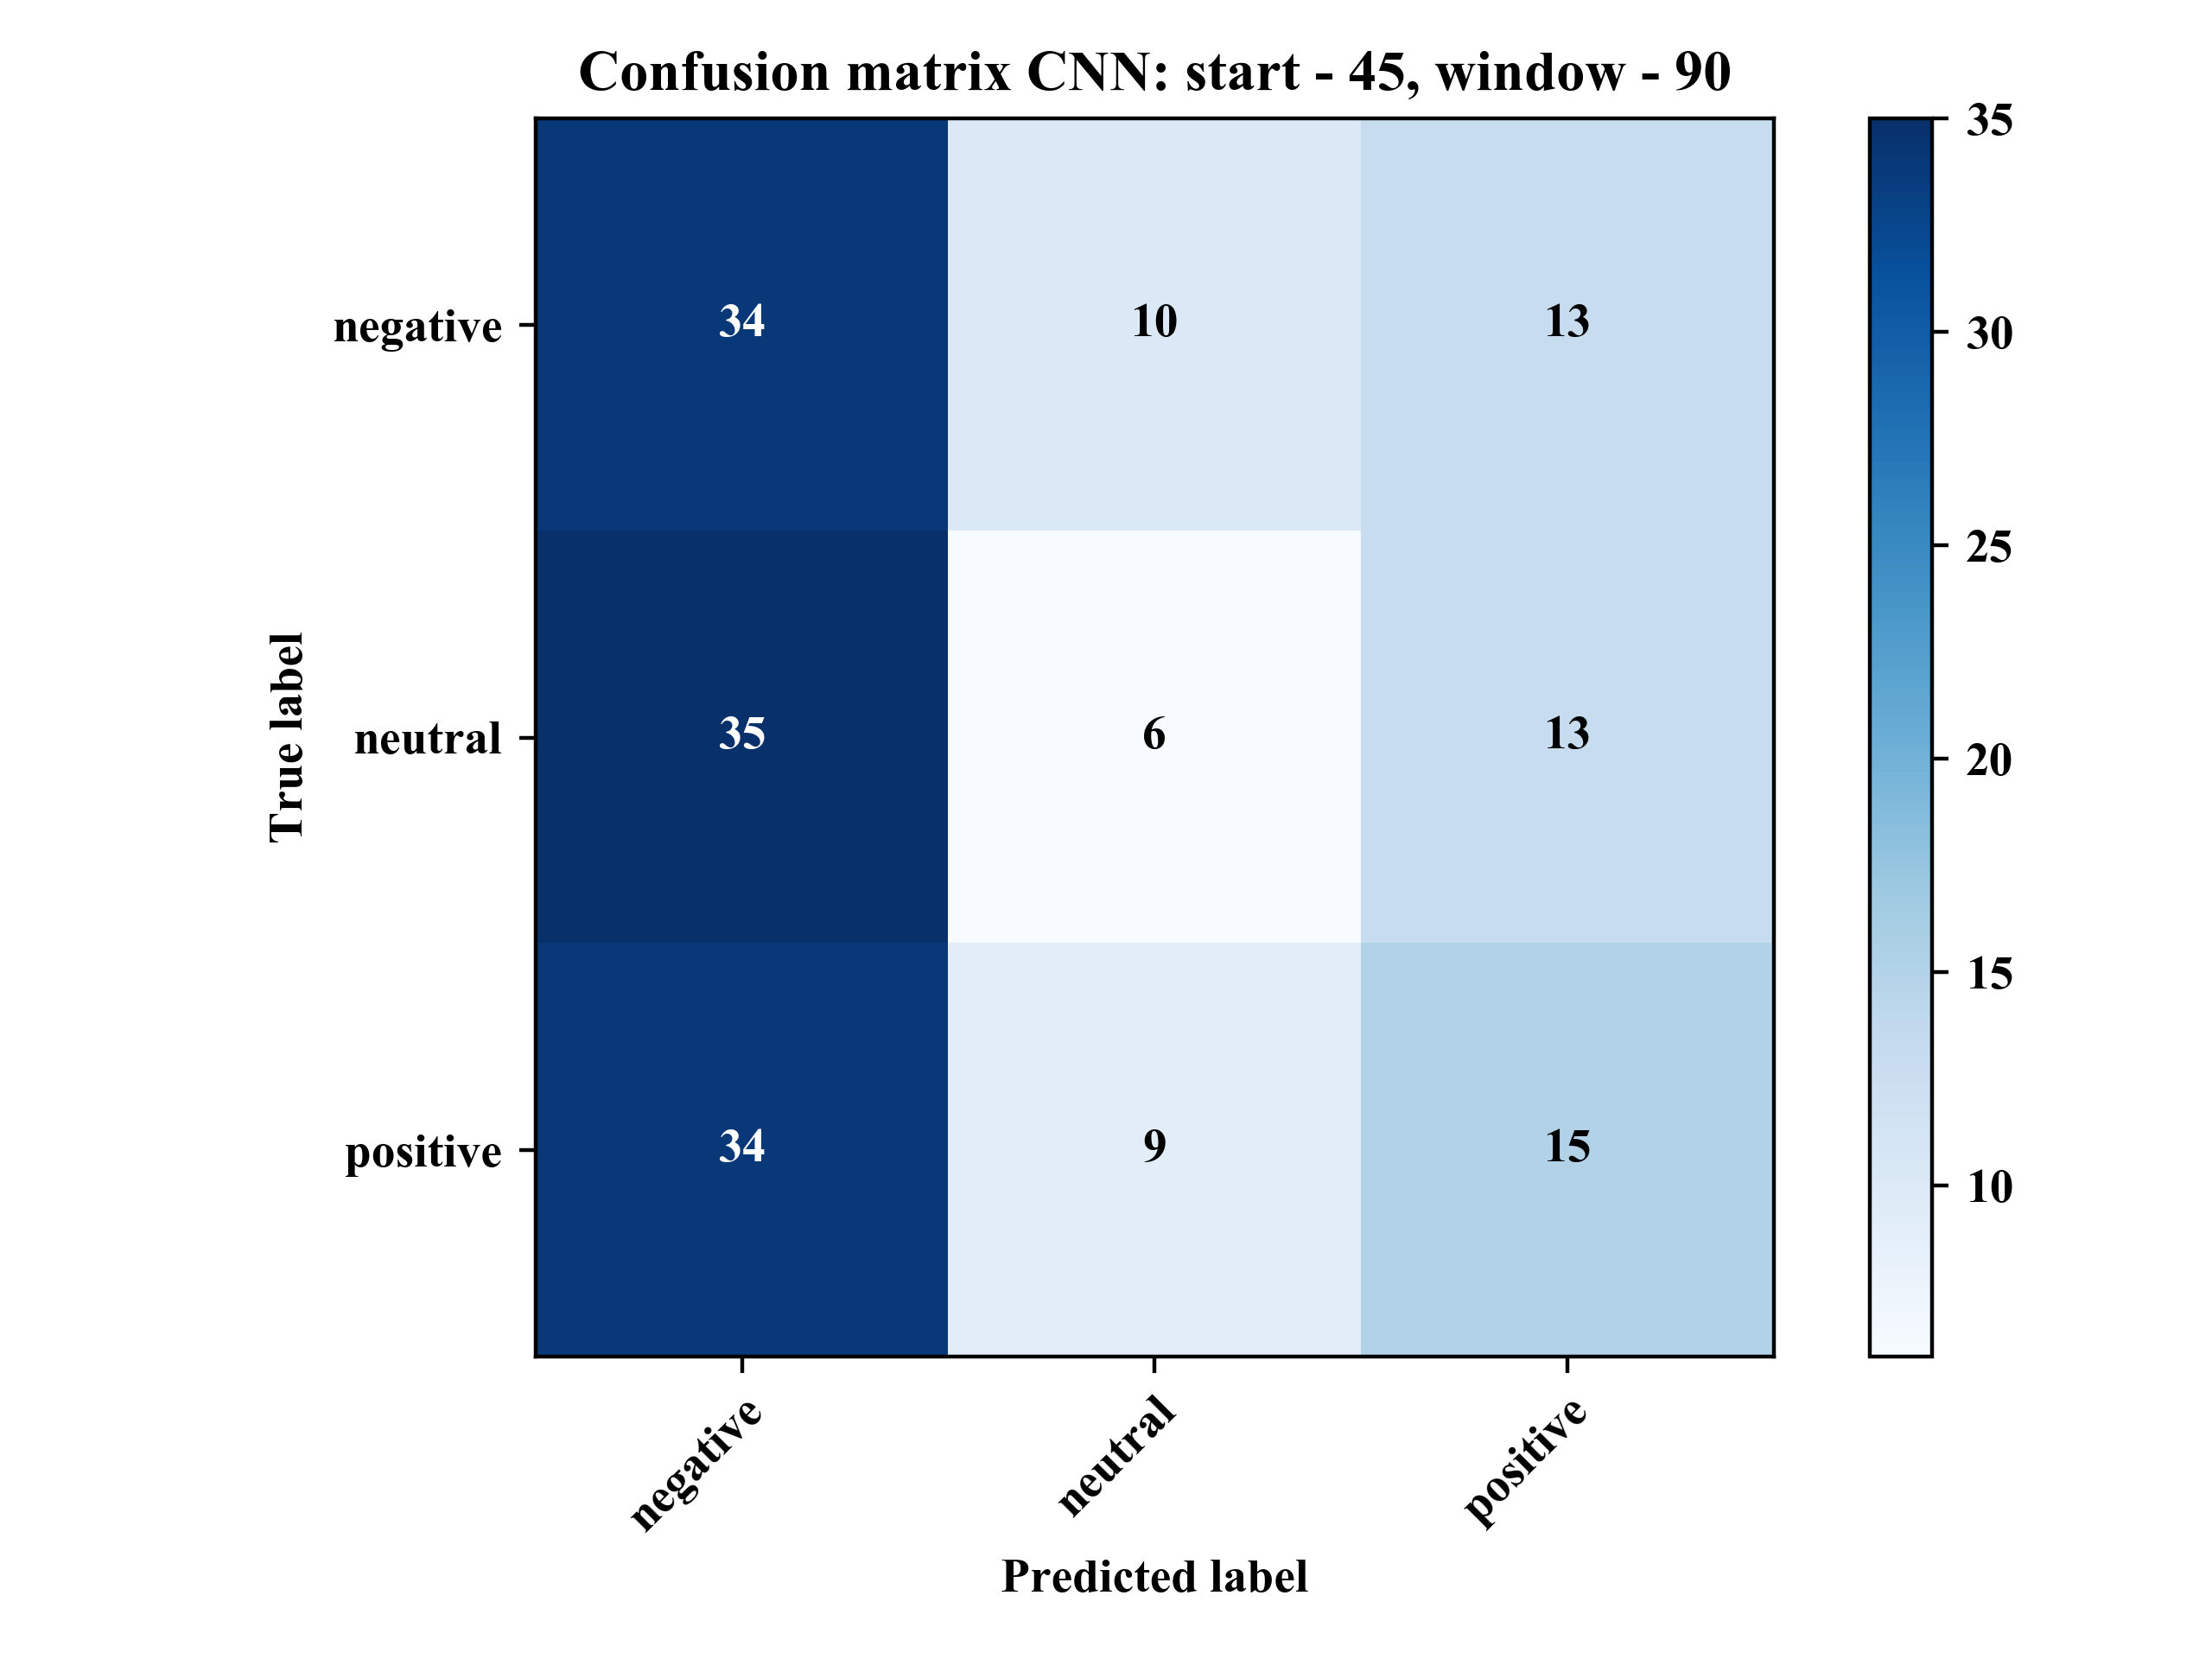 Confusion matrix CNN: start - 45, window - 90
True label
negative
34
10
13
neutral
35
6
13
positive
34
9
15
negative
neutral
positive
Predicted label
35
30
25
20
15
10